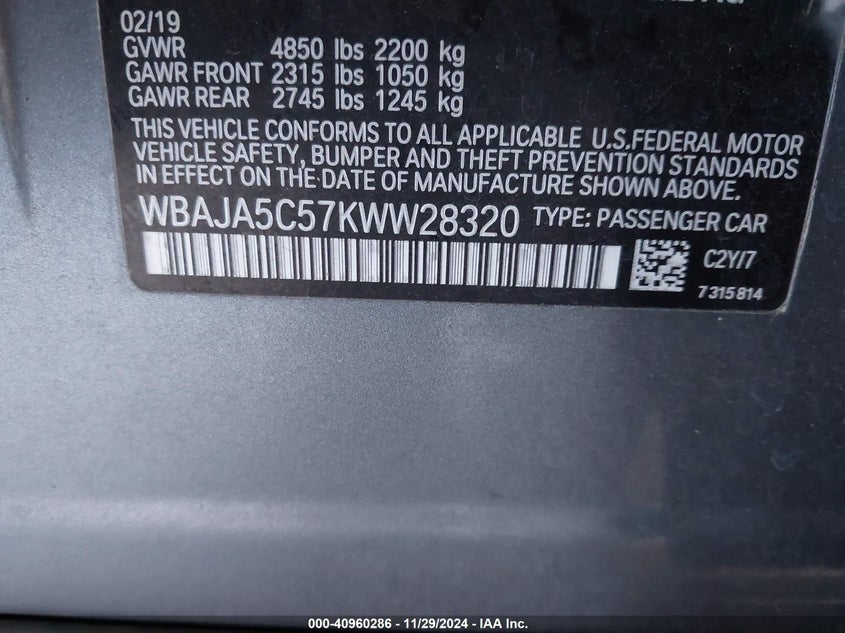 02/19
GVWR 4850 lbs 2200 kg
GAWR FRONT 2315 lbs 1050 kg
GAWR REAR 2745 lbs 1245 kg
THIS VEHICLE CONFORMS TO ALL APPLICABLE U.S.FEDERAL MOTOR
VEHICLE SAFETY, BUMPER AND THEFT PREVENTION STANDARDS
IN EFFECT ON THE DATE OF MANUFACTURE SHOWN ABOVE.
WBAJA5C57KWW28320 TYPE: PASSENGER CAR
C2Y/7
7315814
000-40960286 - 11/29/2024 - IAA Inc.